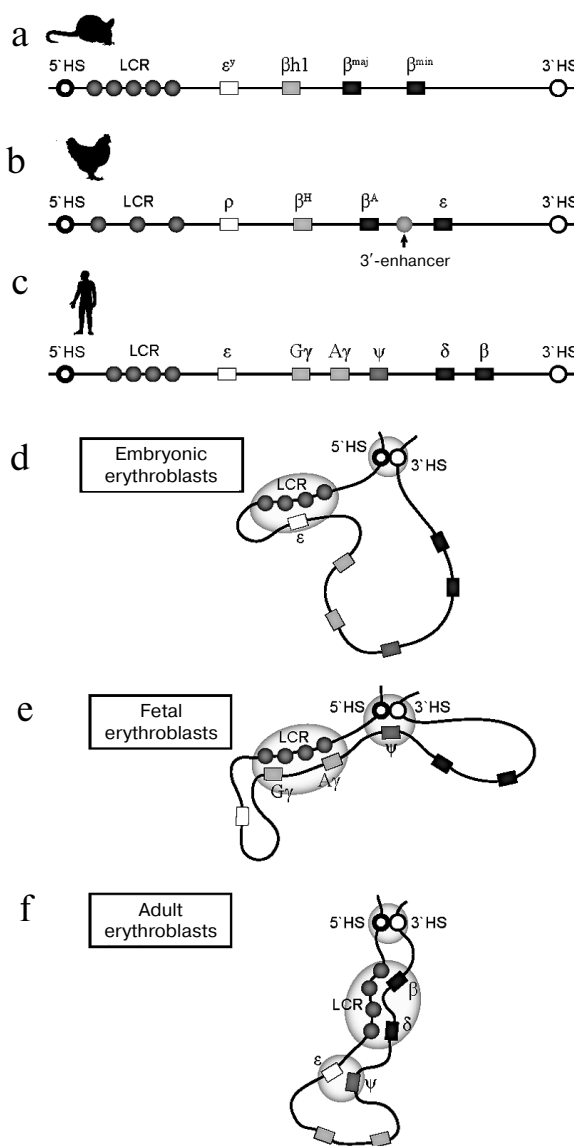 a
5`HS LCR εʸ βh1 βᵐᵃʲ βᵐⁱⁿ 3`HS
b
5`HS LCR ρ βᴴ βᴬ ε 3`HS
3′-enhancer
c
5`HS LCR ε Gγ Aγ ψ δ β 3`HS
d
Embryonic
erythroblasts
5`HS
3`HS
LCR
ε
e
Fetal
erythroblasts
5`HS 3`HS
LCR
ψ
Gγ Aγ
f
Adult
erythroblasts
5`HS 3`HS
β
LCR
δ
ε
ψ